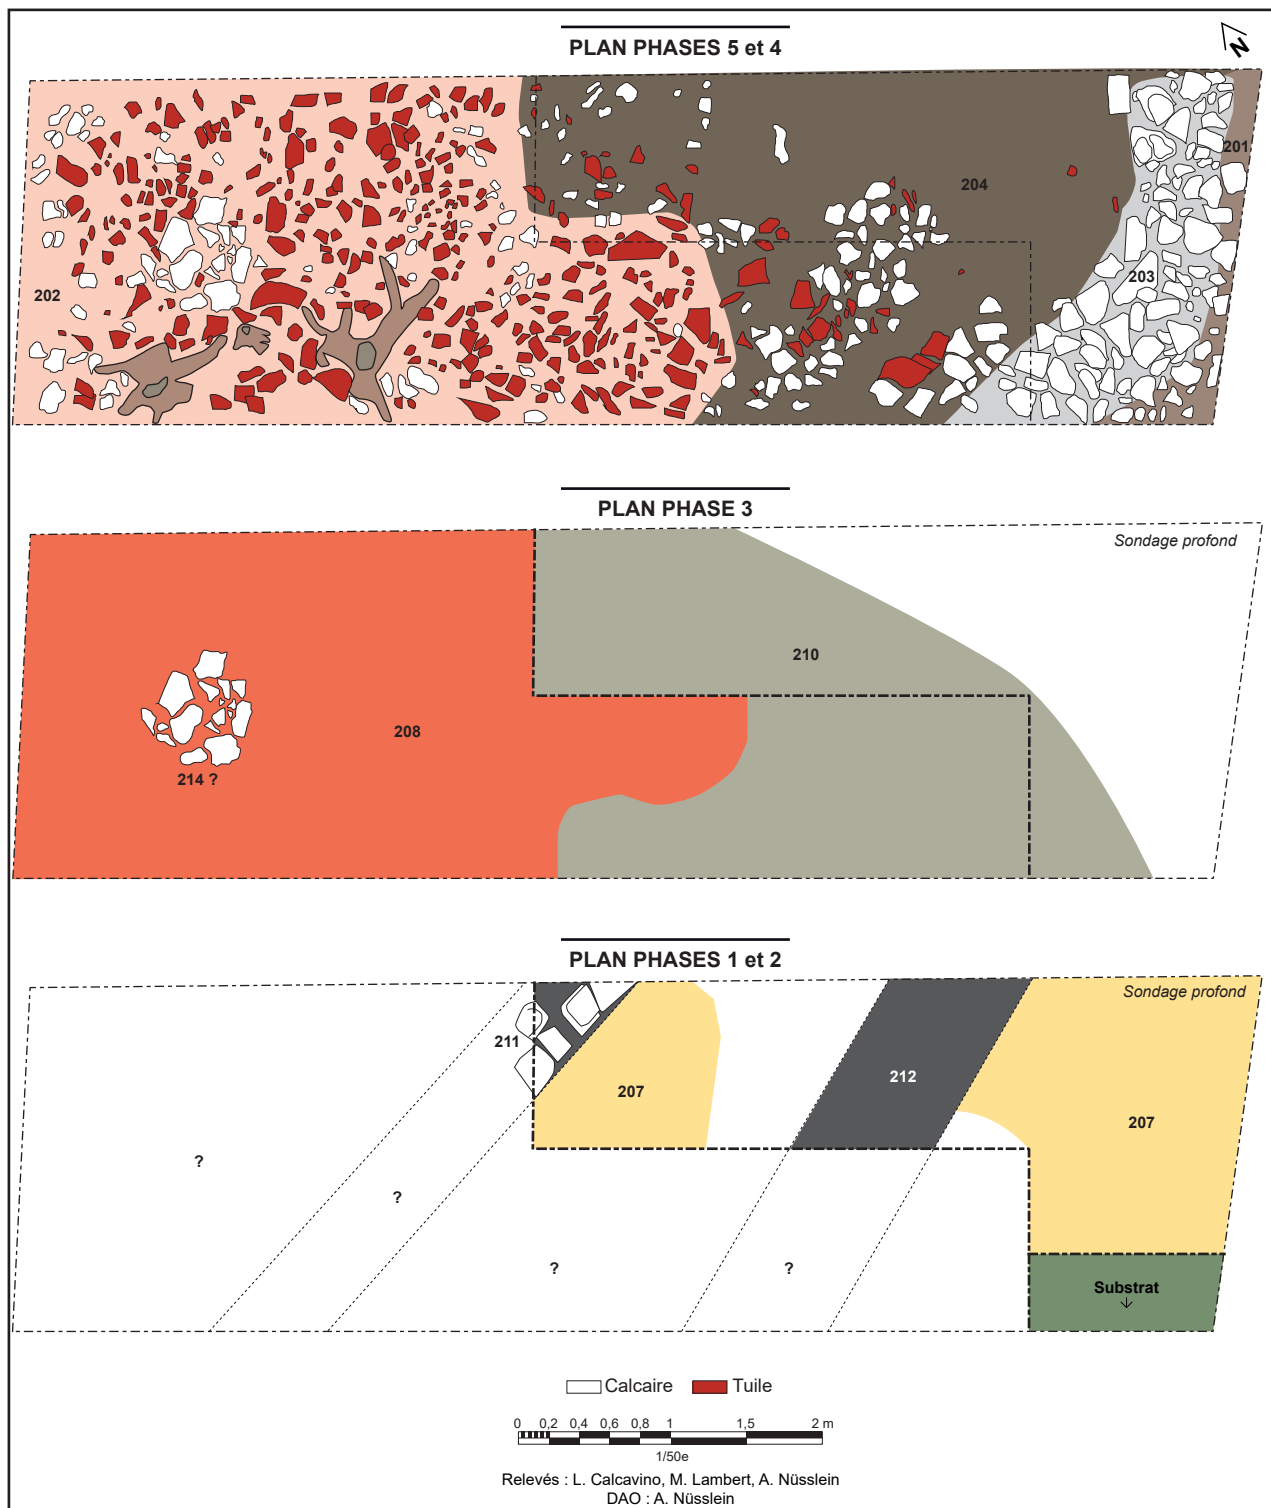 PLAN PHASES 5 et 4
N
201
204
203
202
PLAN PHASE 3
Sondage profond
210
208
214 ?
PLAN PHASES 1 et 2
Sondage profond
211
212
207
207
?
?
?
?
Substrat
Calcaire Tuile
0 0,2 0,4 0,6 0,8 1 1,5 2 m
1/50e
Relevés : L. Calcavino, M. Lambert, A. Nüsslein
DAO : A. Nüsslein